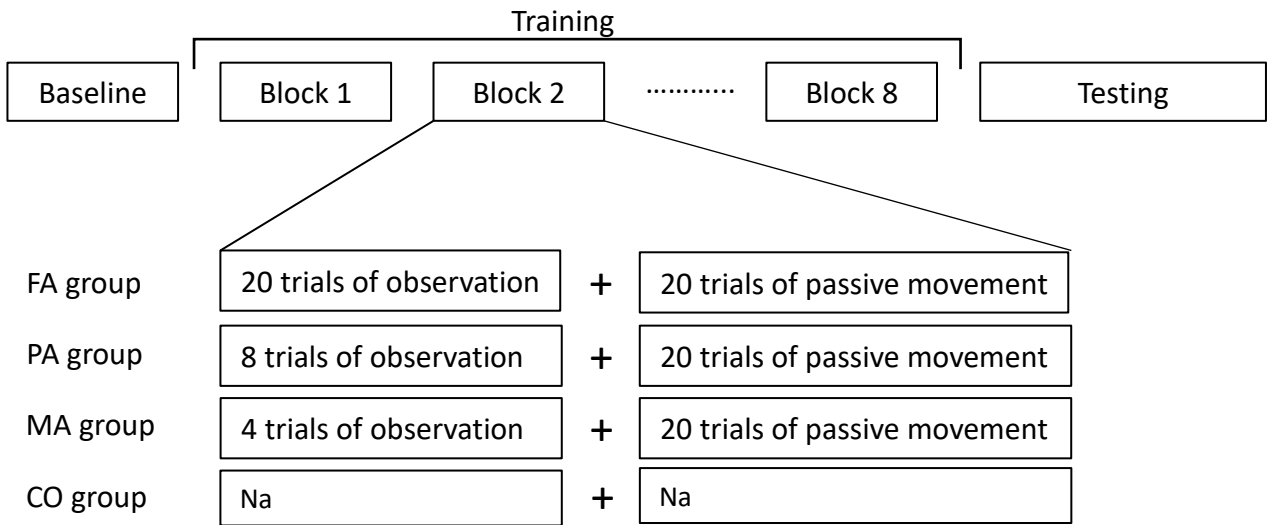 Training
Baseline Block 1 Block 2 ………… Block 8 Testing
FA group 20 trials of observation + 20 trials of passive movement
PA group 8 trials of observation + 20 trials of passive movement
MA group 4 trials of observation + 20 trials of passive movement
CO group Na + Na